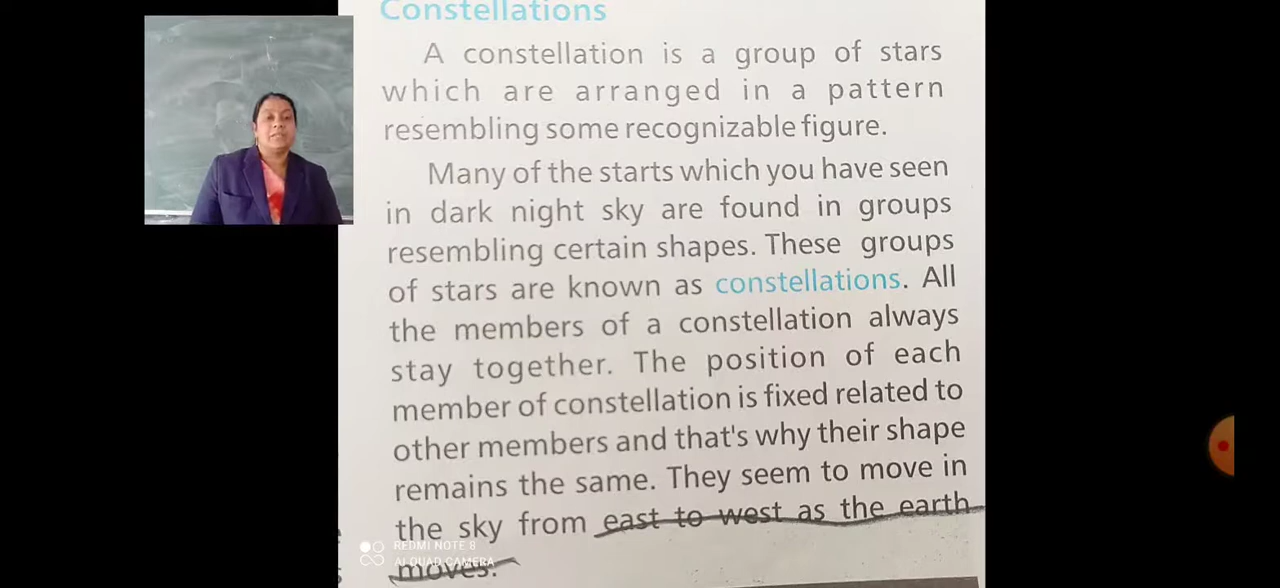 Constellations
A constellation is a group of stars
which are arranged in a pattern
resembling some recognizable figure.
Many of the starts which you have seen
in dark night sky are found in groups
resembling certain shapes. These groups
of stars are known as constellations. All
the members of a constellation always
stay together. The position of each
member of constellation is fixed related to
other members and that's why their shape
remains the same. They seem to move in
the sky from east to west as the earth
moves.
REDMI NOTE 8
AI QUAD CAMERA